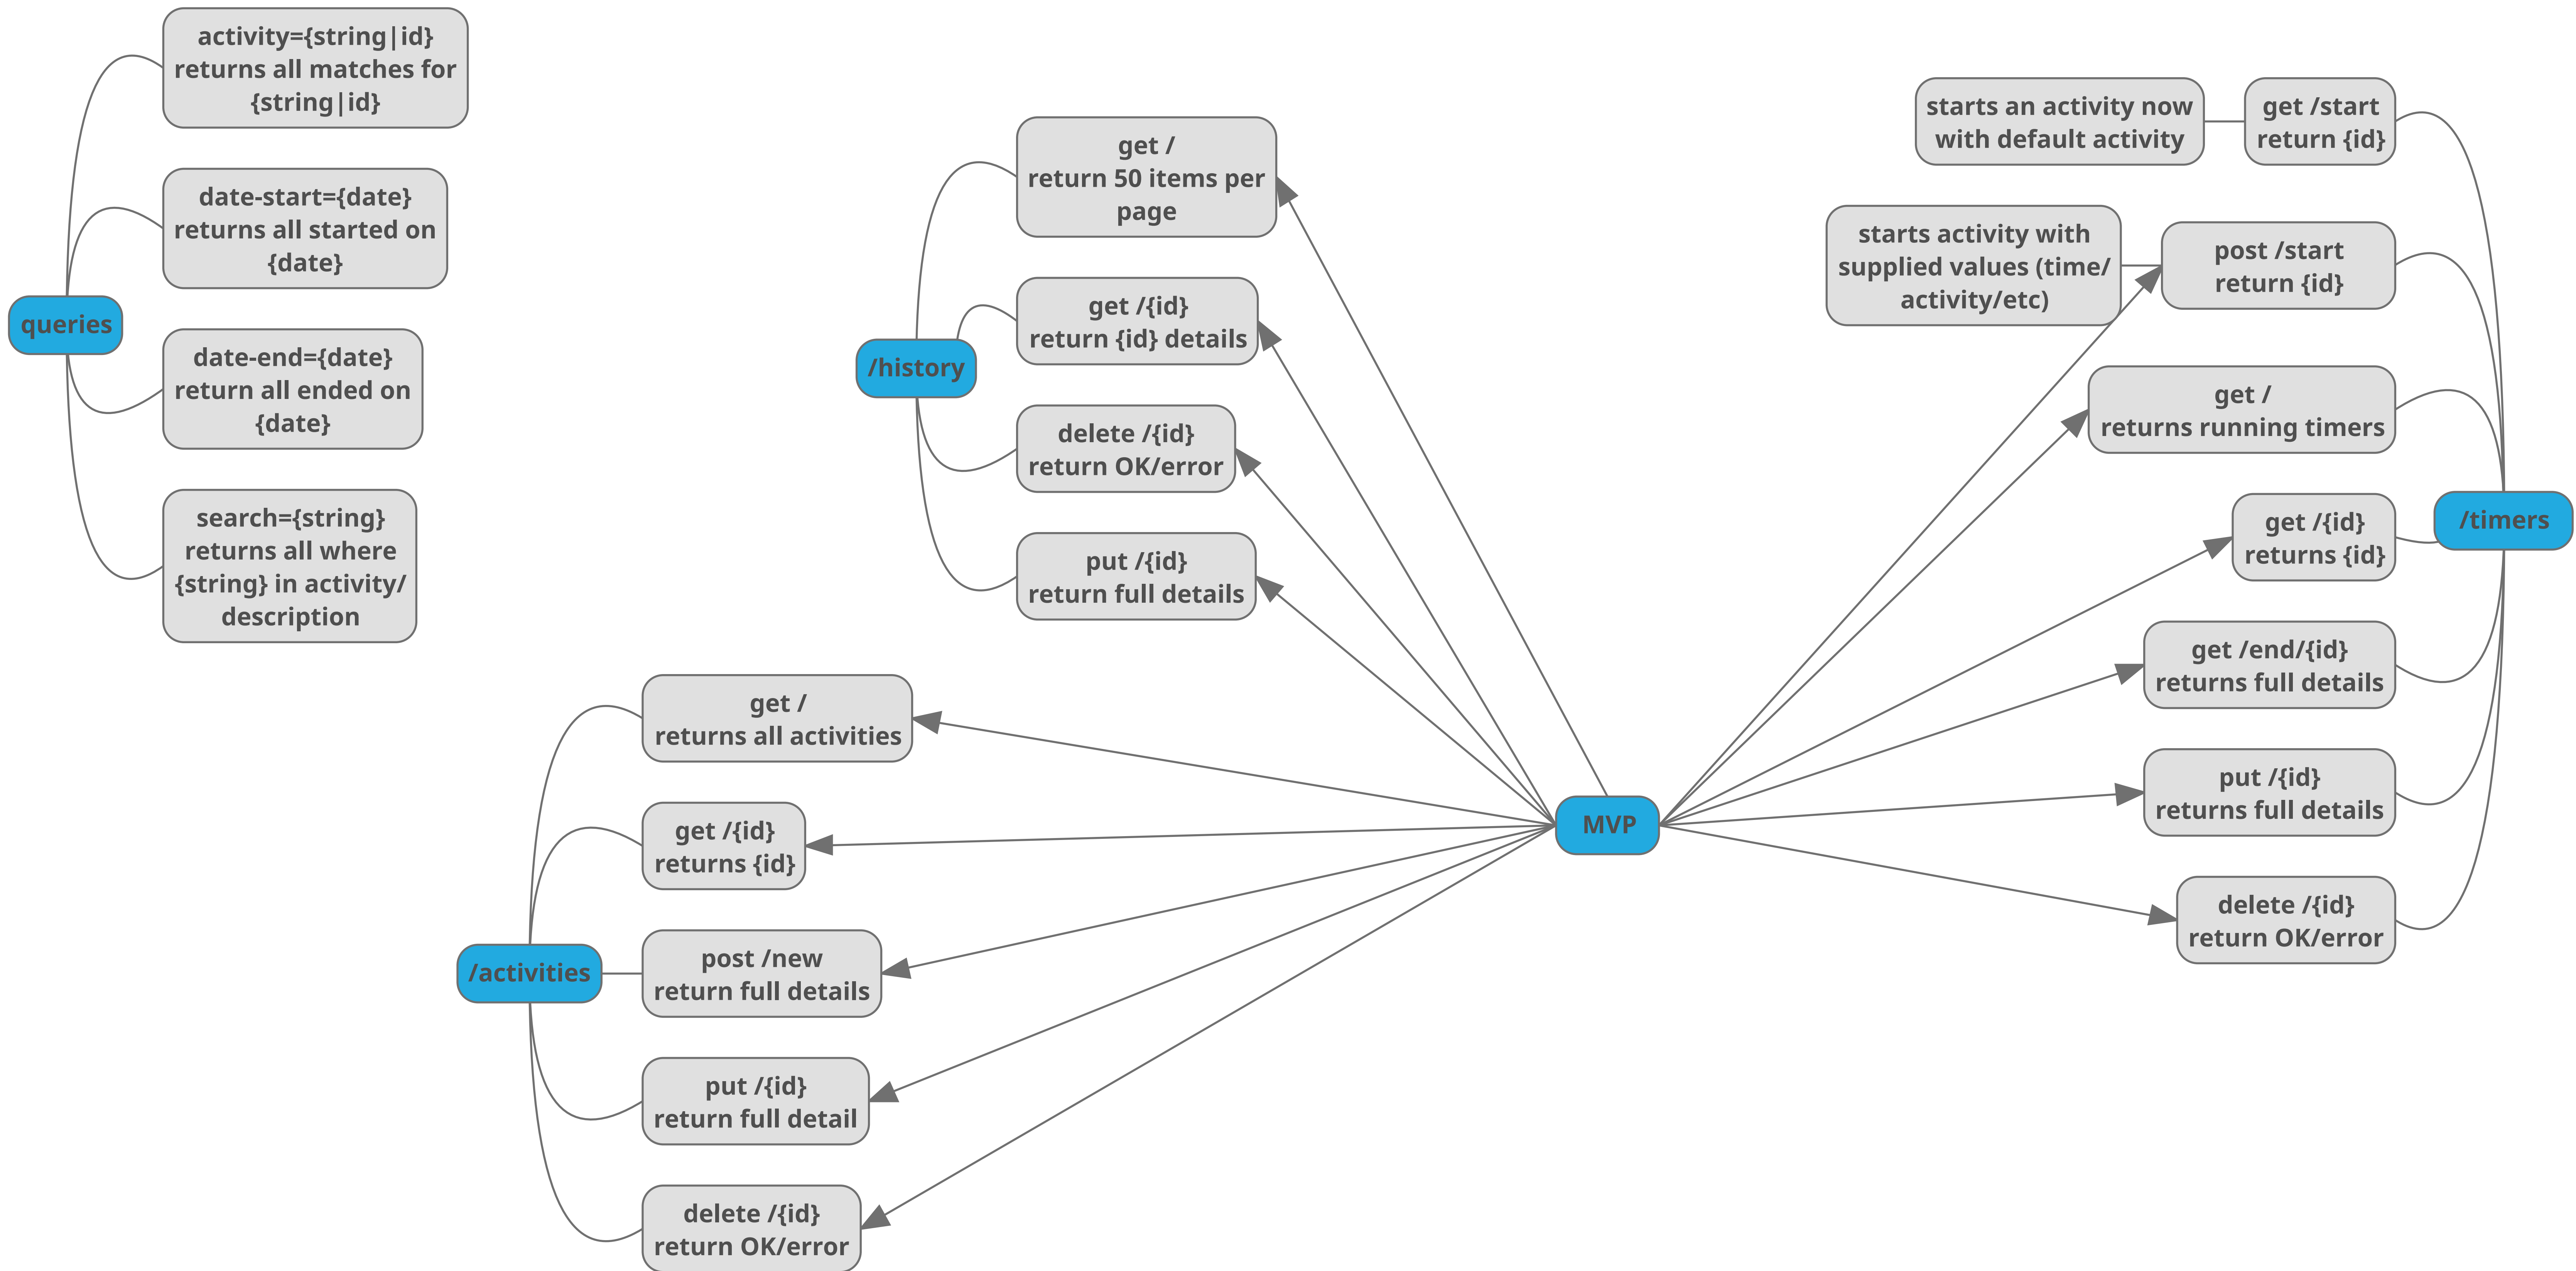 queries
activity={string|id}
returns all matches for
{string|id}
date-start={date}
returns all started on
{date}
date-end={date}
return all ended on
{date}
search={string}
returns all where
{string} in activity/
description
/history
get /
return 50 items per
page
get /{id}
return {id} details
delete /{id}
return OK/error
put /{id}
return full details
/activities
get /
returns all activities
get /{id}
returns {id}
post /new
return full details
put /{id}
return full detail
delete /{id}
return OK/error
MVP
/timers
starts an activity now
with default activity
get /start
return {id}
starts activity with
supplied values (time/
activity/etc)
post /start
return {id}
get /
returns running timers
get /{id}
returns {id}
get /end/{id}
returns full details
put /{id}
returns full details
delete /{id}
return OK/error